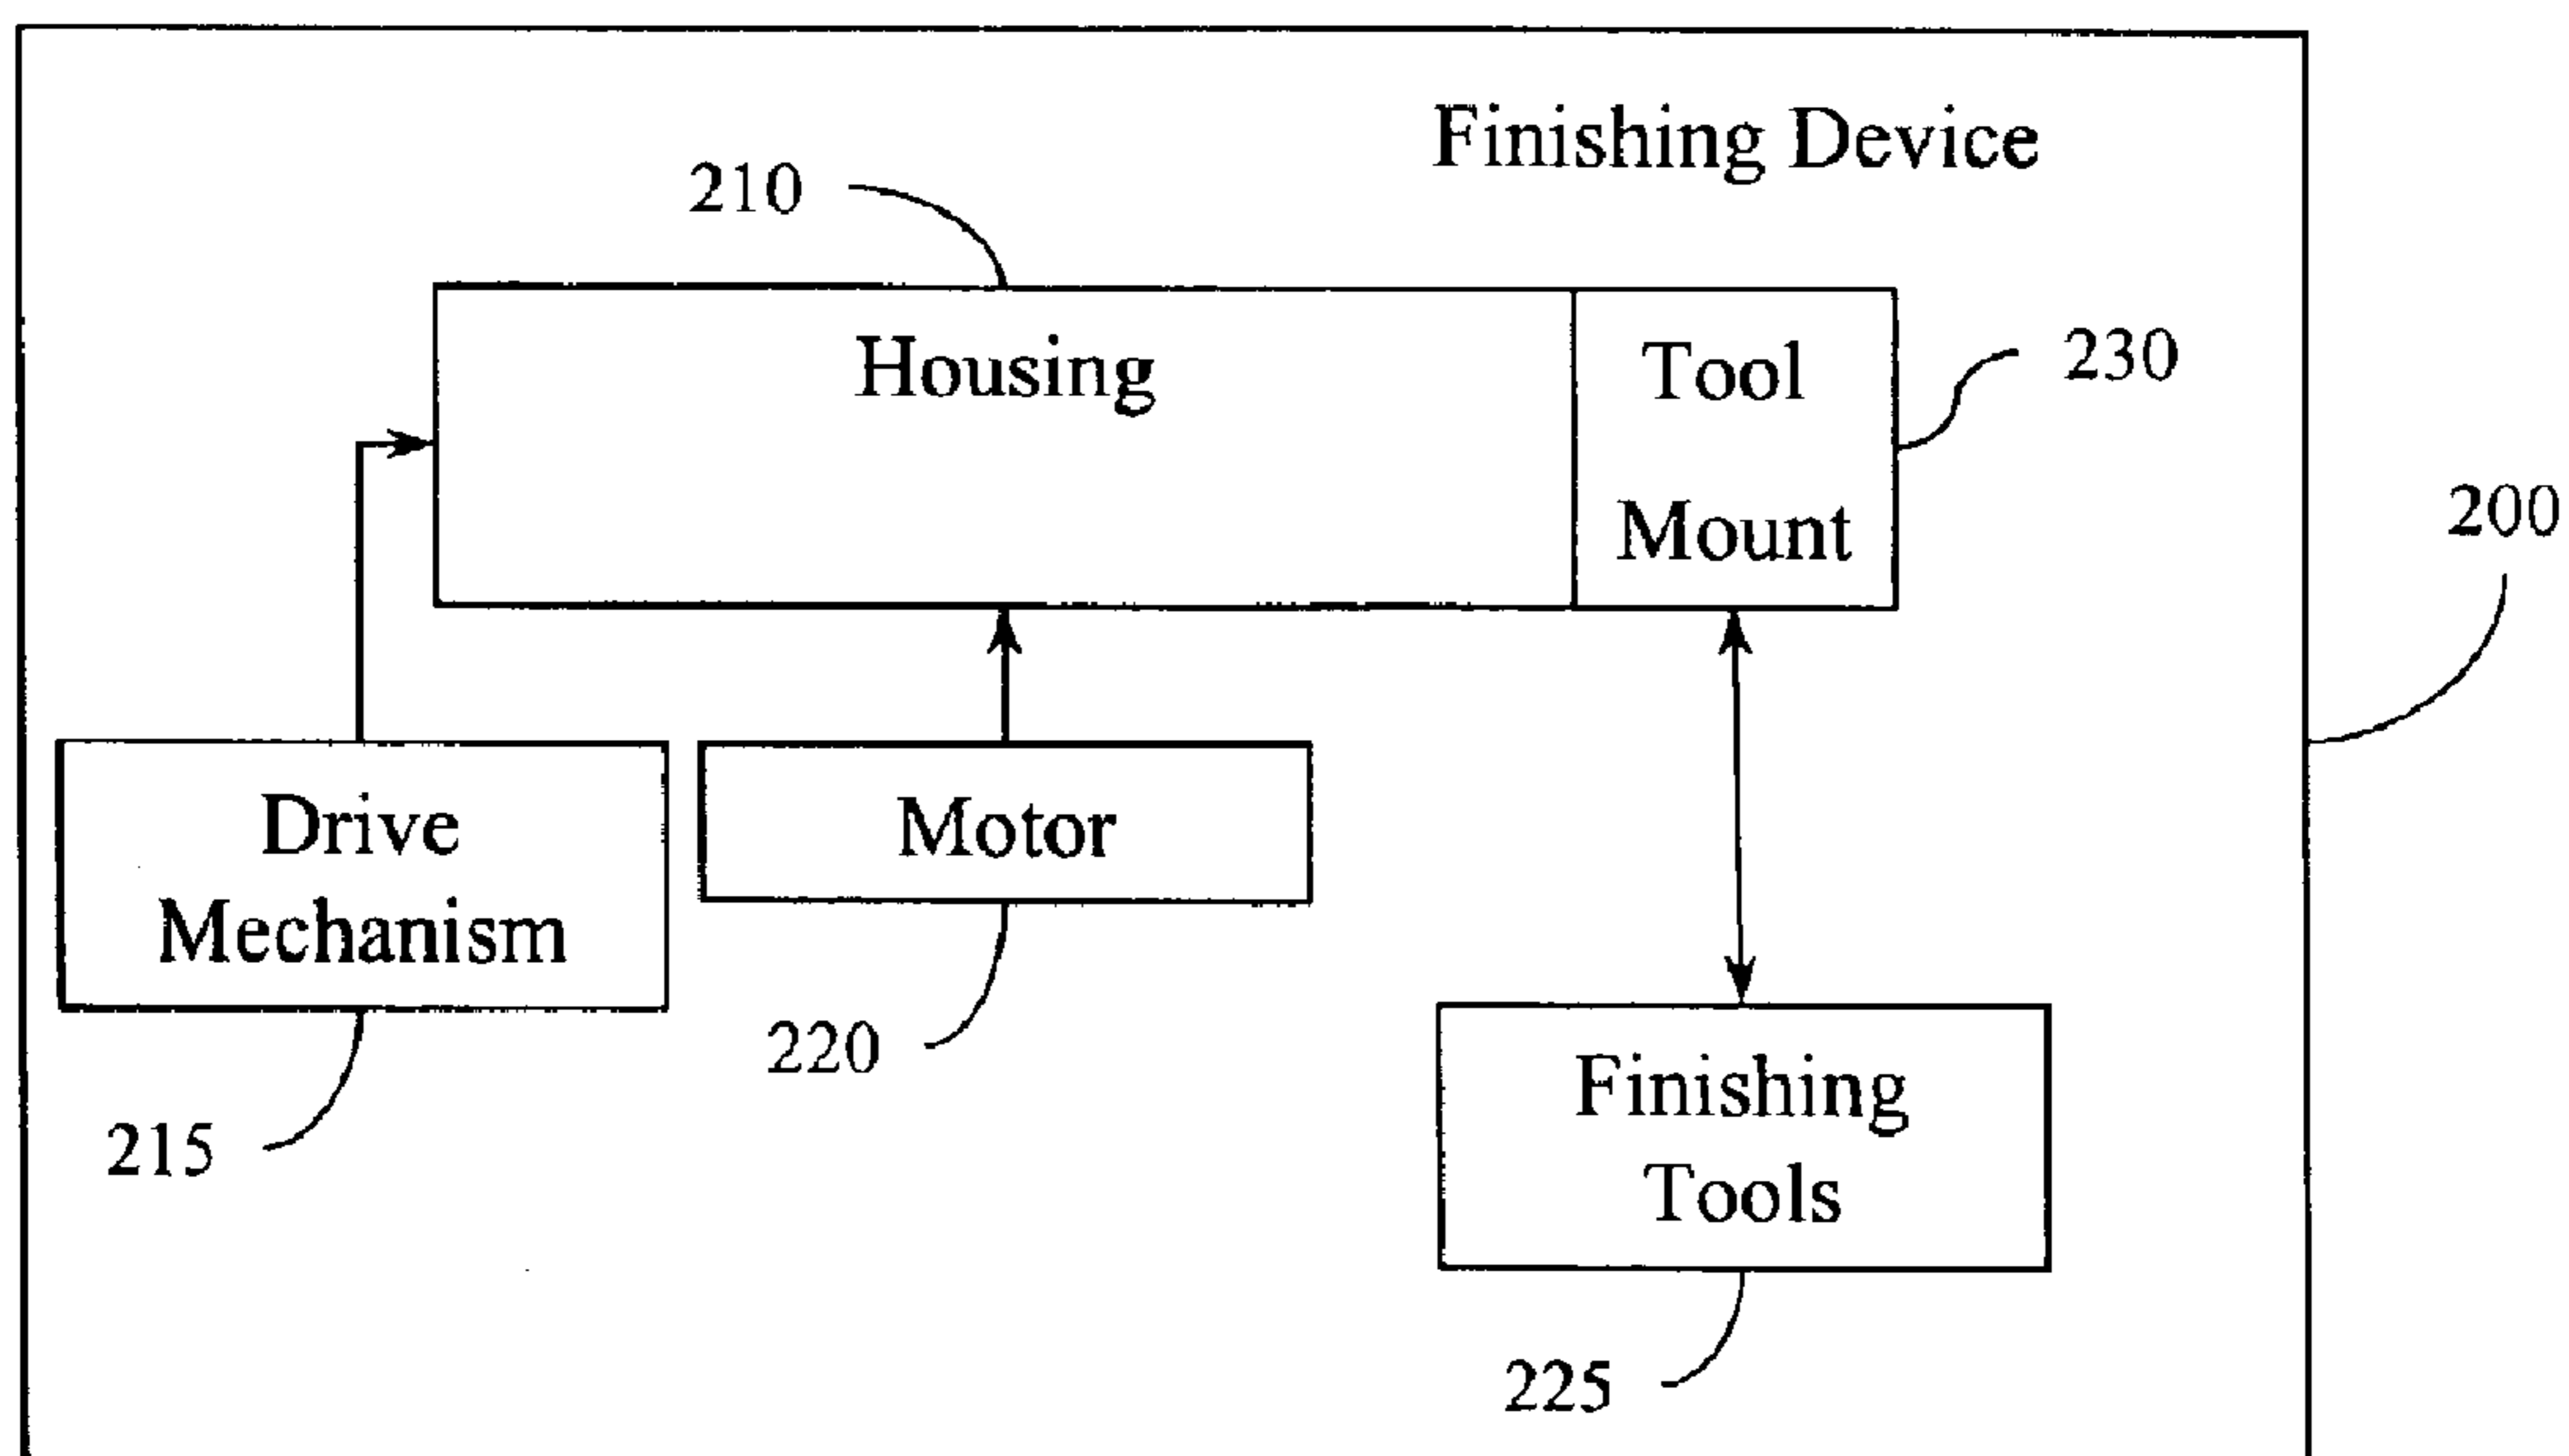 Finishing Device
210
Housing
Tool
Mount
230
200
Drive
Mechanism
215
Motor
220
Finishing
Tools
225